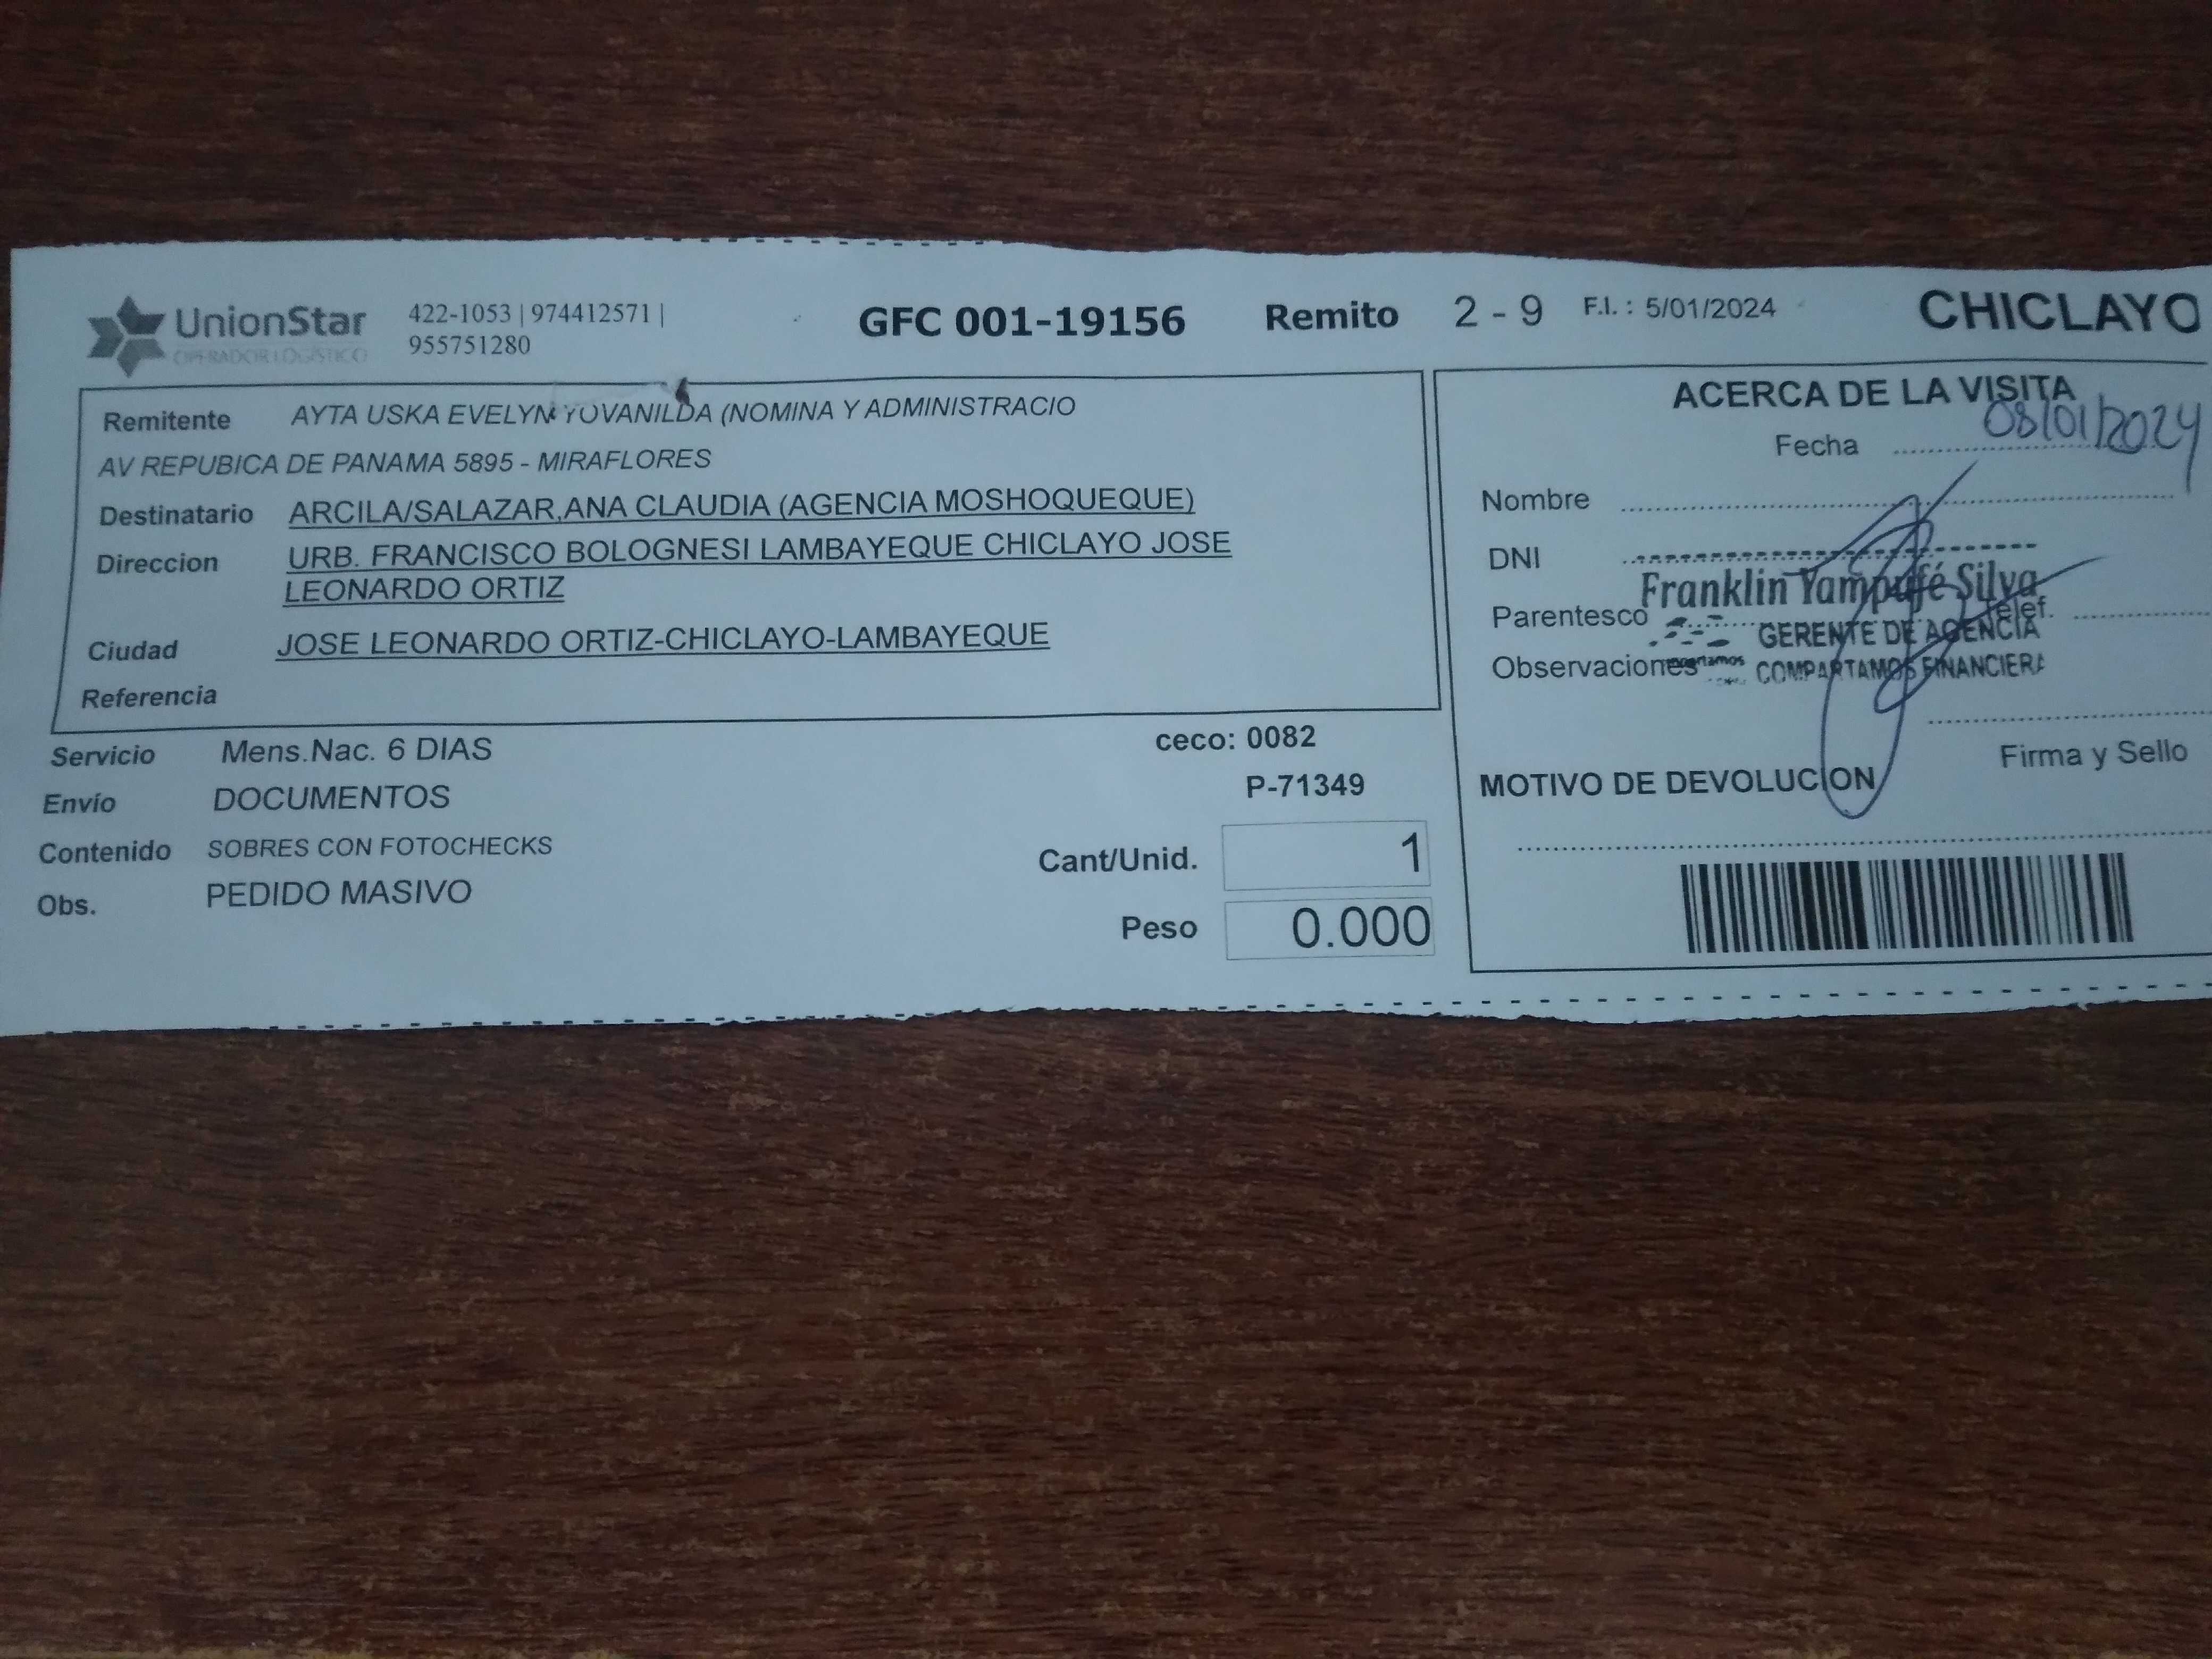 UnionStar
OPERADOR LOGÍSTICO
422-1053 | 974412571 |
955751280
GFC 001-19156 Remito 2 - 9 F.I. : 5/01/2024 CHICLAYO
Remitente AYTA USKA EVELYN YOVANILDA (NOMINA Y ADMINISTRACIO
AV REPUBICA DE PANAMA 5895 - MIRAFLORES
Destinatario ARCILA/SALAZAR,ANA CLAUDIA (AGENCIA MOSHOQUEQUE)
Direccion URB. FRANCISCO BOLOGNESI LAMBAYEQUE CHICLAYO JOSE
LEONARDO ORTIZ
Ciudad JOSE LEONARDO ORTIZ-CHICLAYO-LAMBAYEQUE
Referencia
Servicio Mens.Nac. 6 DIAS
Envío DOCUMENTOS
Contenido SOBRES CON FOTOCHECKS
Obs. PEDIDO MASIVO
ceco: 0082
P-71349
Cant/Unid. 1
Peso 0.000
ACERCA DE LA VISITA
Fecha 08/01/2024
Nombre
DNI
Franklin Yampufé Silva
Parentesco Telef.
GERENTE DE AGENCIA
Observaciones
COMPARTAMOS FINANCIERA
Firma y Sello
MOTIVO DE DEVOLUCION